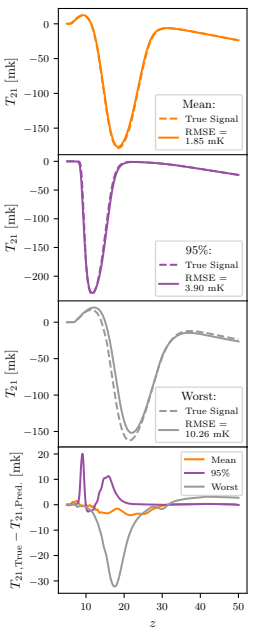 0
−50
−100
−150
T21 [mk]
Mean:
True Signal
RMSE =
1.85 mK
0
−50
−100
−150
−200
T21 [mk]
95%:
True Signal
RMSE =
3.90 mK
0
−50
−100
−150
T21 [mk]
Worst:
True Signal
RMSE =
10.26 mK
20
10
0
−10
−20
−30
T21,True − T21,Pred. [mk]
Mean
95%
Worst
10 20 30 40 50
z